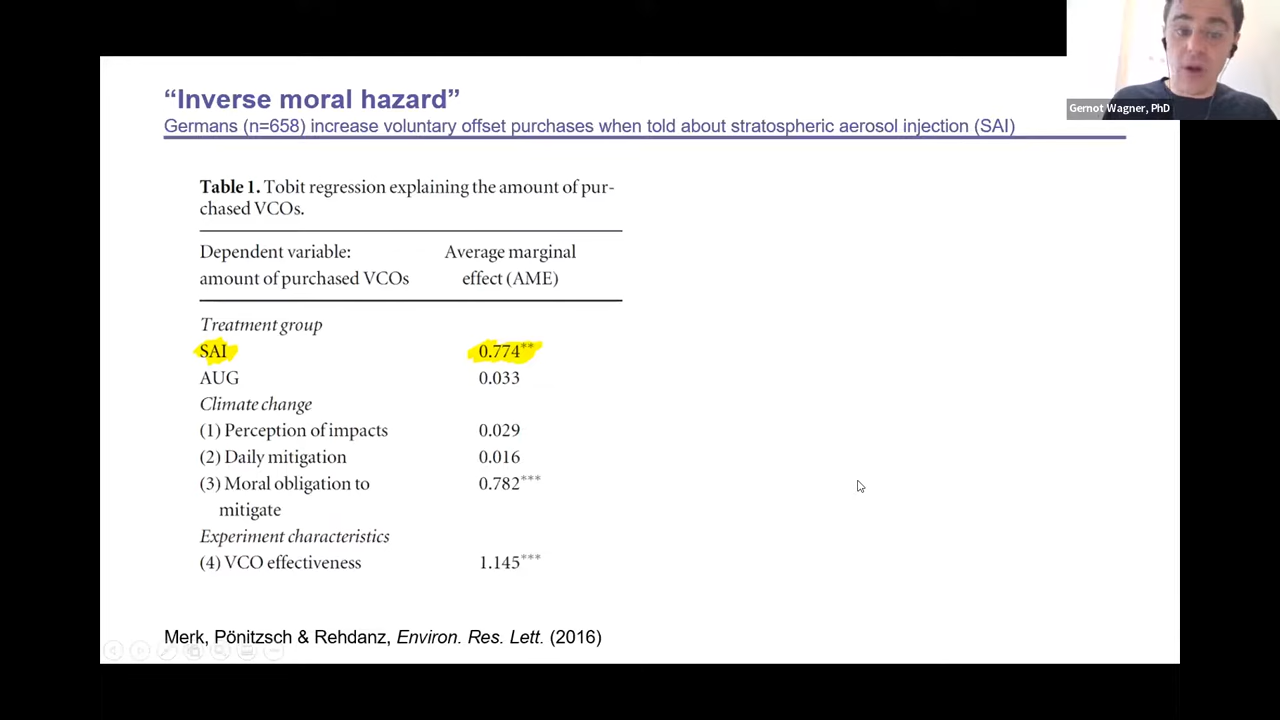 "Inverse moral hazard"
Germans (n=658) increase voluntary offset purchases when told about stratospheric aerosol injection (SAI)
Gernot Wagner, PhD
Table 1. Tobit regression explaining the amount of pur-
chased VCOs.
Dependent variable: Average marginal
amount of purchased VCOs effect (AME)
Treatment group
SAI 0.774**
AUG 0.033
Climate change
(1) Perception of impacts 0.029
(2) Daily mitigation 0.016
(3) Moral obligation to 0.782***
mitigate
Experiment characteristics
(4) VCO effectiveness 1.145***
Merk, Pönitzsch & Rehdanz, Environ. Res. Lett. (2016)